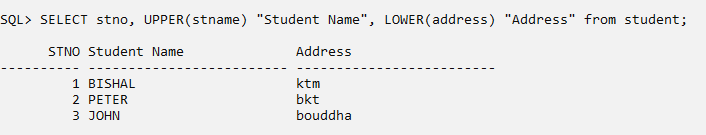 SQL> SELECT stno, UPPER(stname) "Student Name", LOWER(address) "Address" from student;
      STNO Student Name              Address
---------- ------------------------- -------------------------
         1 BISHAL                    ktm
         2 PETER                     bkt
         3 JOHN                      bouddha